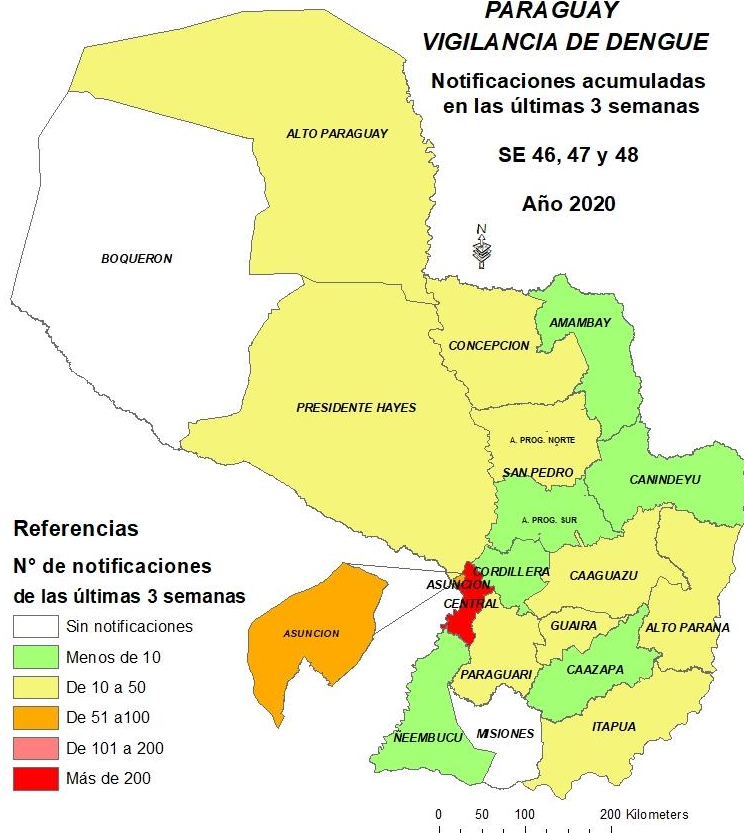 PARAGUAY
VIGILANCIA DE DENGUE
Notificaciones acumuladas
en las últimas 3 semanas
SE 46, 47 y 48
Año 2020
N
ALTO PARAGUAY
BOQUERON
AMAMBAY
CONCEPCION
PRESIDENTE HAYES
A. PROG. NORTE
SAN PEDRO
CANINDEYU
A. PROG. SUR
CORDILLERA
CAAGUAZU
ASUNCION
CENTRAL
GUAIRA
ALTO PARANA
ASUNCION
PARAGUARI
CAAZAPA
ITAPUA
MISIONES
ÑEEMBUCU
Referencias
N° de notificaciones
de las últimas 3 semanas
Sin notificaciones
Menos de 10
De 10 a 50
De 51 a100
De 101 a 200
Más de 200
0 50 100 200 Kilometers